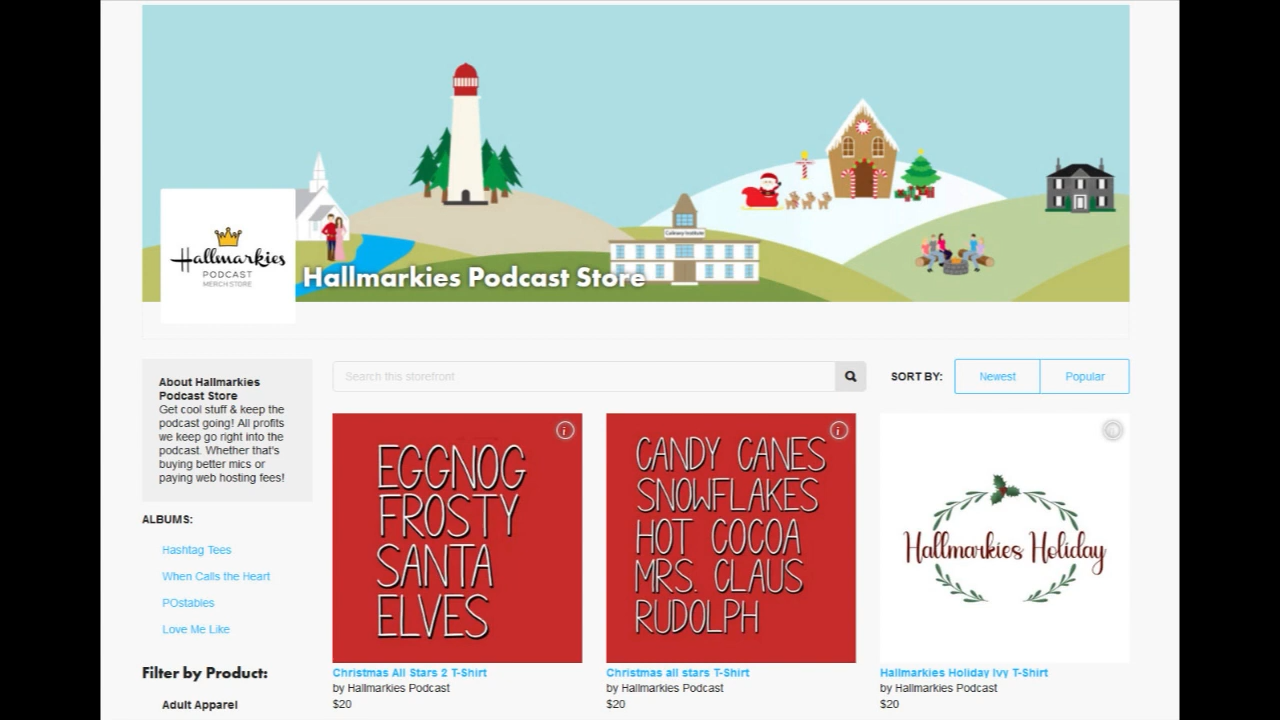 Culinary Institute
Hallmarkies
PODCAST
MERCH STORE
Hallmarkies Podcast Store
About Hallmarkies
Podcast Store
Get cool stuff & keep the
podcast going! All profits
we keep go right into the
podcast. Whether that's
buying better mics or
paying web hosting fees!
ALBUMS:
Hashtag Tees
When Calls the Heart
POstables
Love Me Like
Filter by Product:
Adult Apparel
Search this storefront
SORT BY:
Newest
Popular
EGGNOG
FROSTY
SANTA
ELVES
Christmas All Stars 2 T-Shirt
by Hallmarkies Podcast
$20
CANDY CANES
SNOWFLAKES
HOT COCOA
MRS. CLAUS
RUDOLPH
Christmas all stars T-Shirt
by Hallmarkies Podcast
$20
Hallmarkies Holiday
Hallmarkies Holiday Ivy T-Shirt
by Hallmarkies Podcast
$20